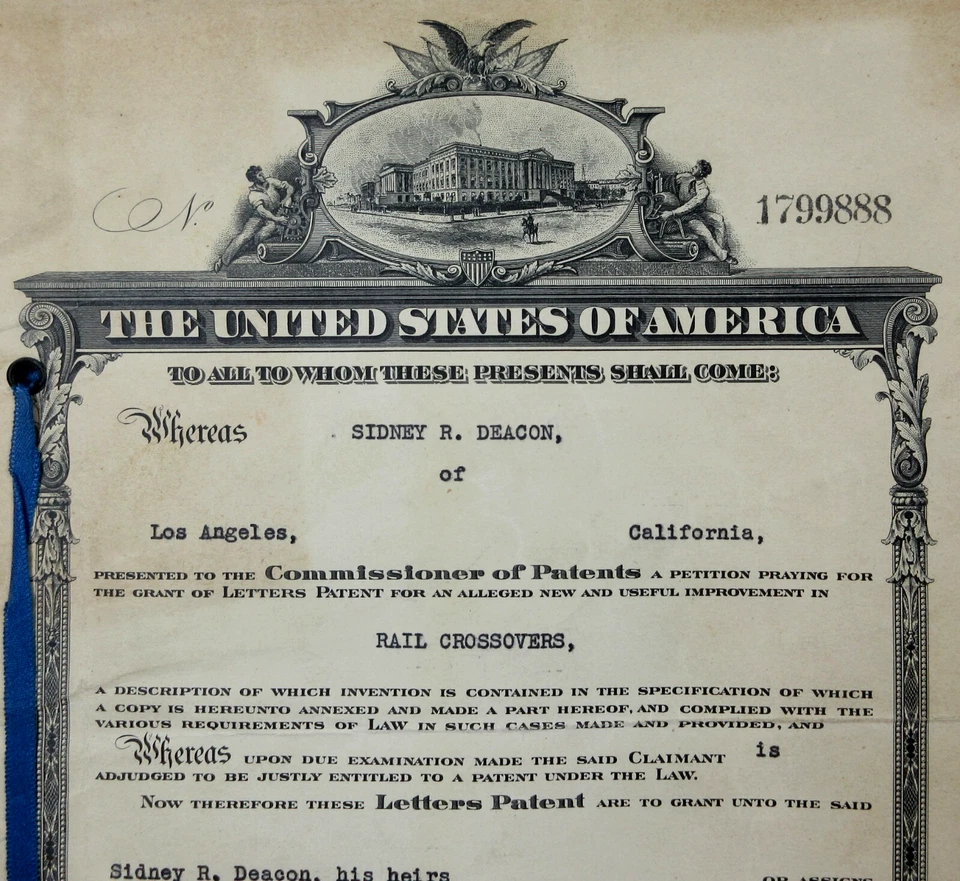 No 1799888
THE UNITED STATES OF AMERICA
TO ALL TO WHOM THESE PRESENTS SHALL COME:
Whereas SIDNEY R. DEACON,
of
Los Angeles, California,
PRESENTED TO THE Commissioner of Patents A PETITION PRAYING FOR
THE GRANT OF LETTERS PATENT FOR AN ALLEGED NEW AND USEFUL IMPROVEMENT IN
RAIL CROSSOVERS,
A DESCRIPTION OF WHICH INVENTION IS CONTAINED IN THE SPECIFICATION OF WHICH
A COPY IS HEREUNTO ANNEXED AND MADE A PART HEREOF, AND COMPLIED WITH THE
VARIOUS REQUIREMENTS OF LAW IN SUCH CASES MADE AND PROVIDED, AND
Whereas UPON DUE EXAMINATION MADE THE SAID CLAIMANT is
ADJUDGED TO BE JUSTLY ENTITLED TO A PATENT UNDER THE LAW.
NOW THEREFORE THESE Letters Patent ARE TO GRANT UNTO THE SAID
Sidney R. Deacon, his heirs OR ASSIGNS